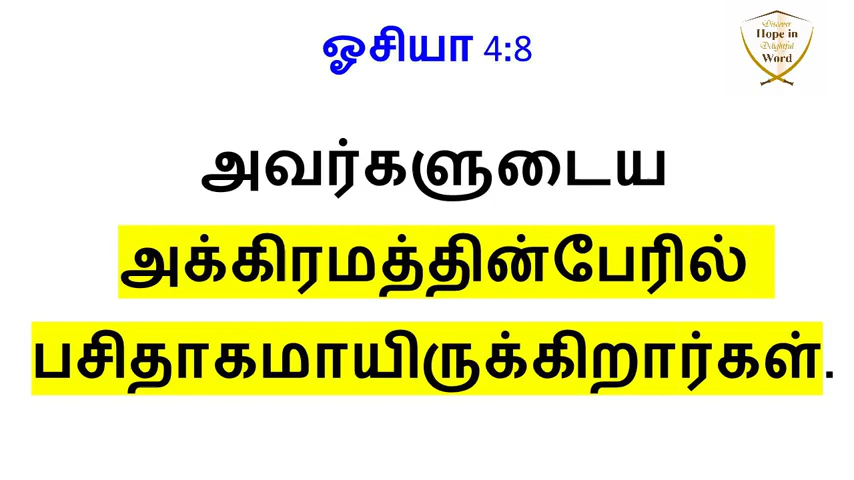 ஓசியா 4:8
Discover
Hope in
Delightful
Word
அவர்களுடைய
அக்கிரமத்தின்பேரில்
பசிதாகமாயிருக்கிறார்கள்.